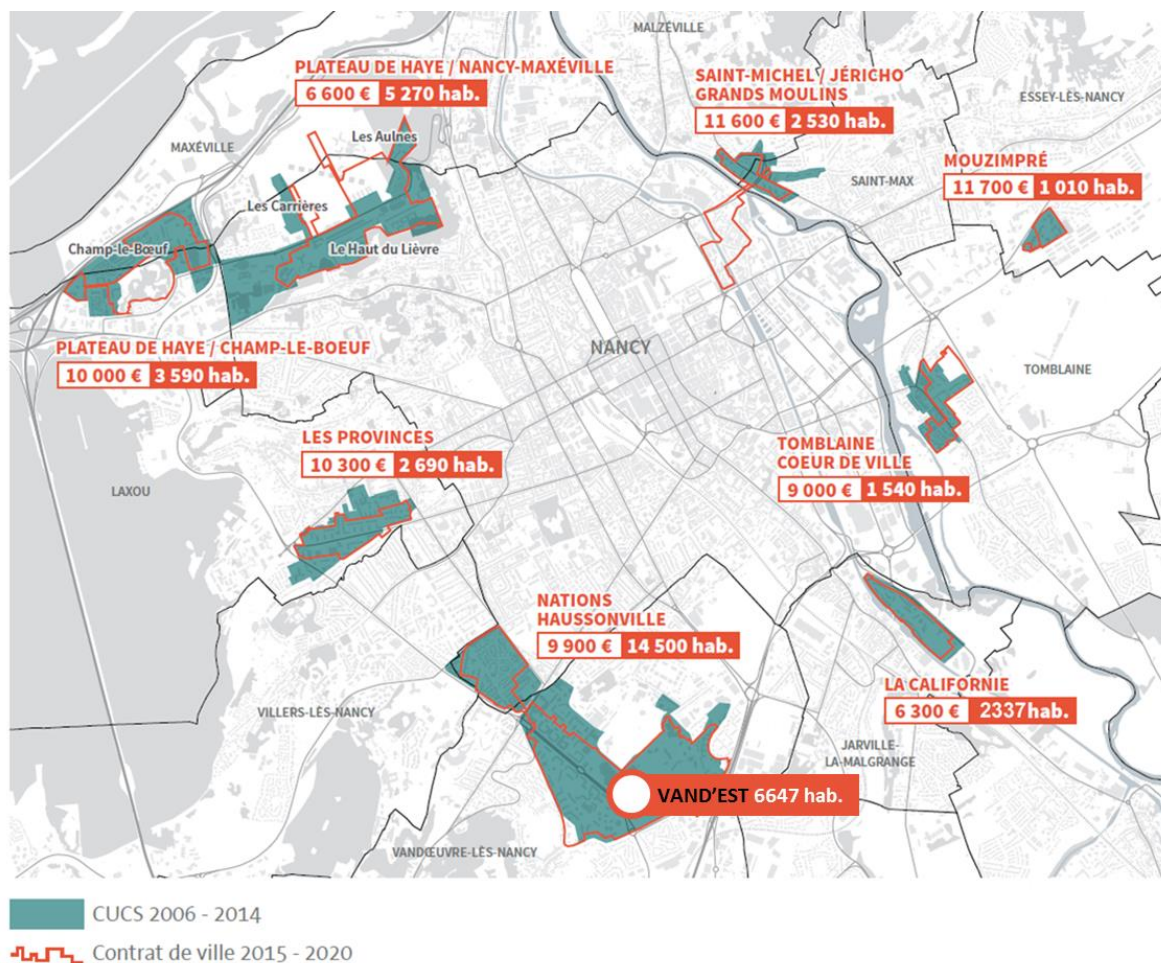 MALZÉVILLE
PLATEAU DE HAYE / NANCY-MAXÉVILLE
6 600 € 5 270 hab.
SAINT-MICHEL / JÉRICHO
GRANDS MOULINS
11 600 € 2 530 hab.
ESSEY-LÈS-NANCY
Les Aulnes
MAXÉVILLE
MOUZIMPRÉ
11 700 € 1 010 hab.
SAINT-MAX
Les Carrières
Champ-le-Bœuf
Le Haut du Lièvre
PLATEAU DE HAYE / CHAMP-LE-BOEUF
10 000 € 3 590 hab.
NANCY
TOMBLAINE
LES PROVINCES
10 300 € 2 690 hab.
TOMBLAINE
COEUR DE VILLE
9 000 € 1 540 hab.
LAXOU
NATIONS
HAUSSONVILLE
9 900 € 14 500 hab.
LA CALIFORNIE
6 300 € 2337 hab.
VILLERS-LÈS-NANCY
JARVILLE-
LA-MALGRANGE
VAND'EST 6647 hab.
VANDŒUVRE-LÈS-NANCY
CUCS 2006 - 2014
Contrat de ville 2015 - 2020